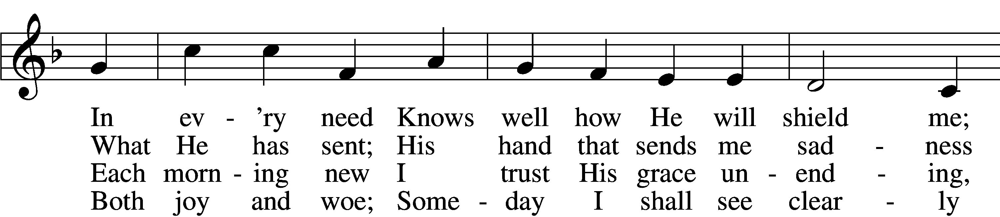 In ev - ’ry need Knows well how He will shield me;
What He has sent; His hand that sends me sad - ness
Each morn - ing new I trust His grace un - end - ing,
Both joy and woe; Some - day I shall see clear - ly